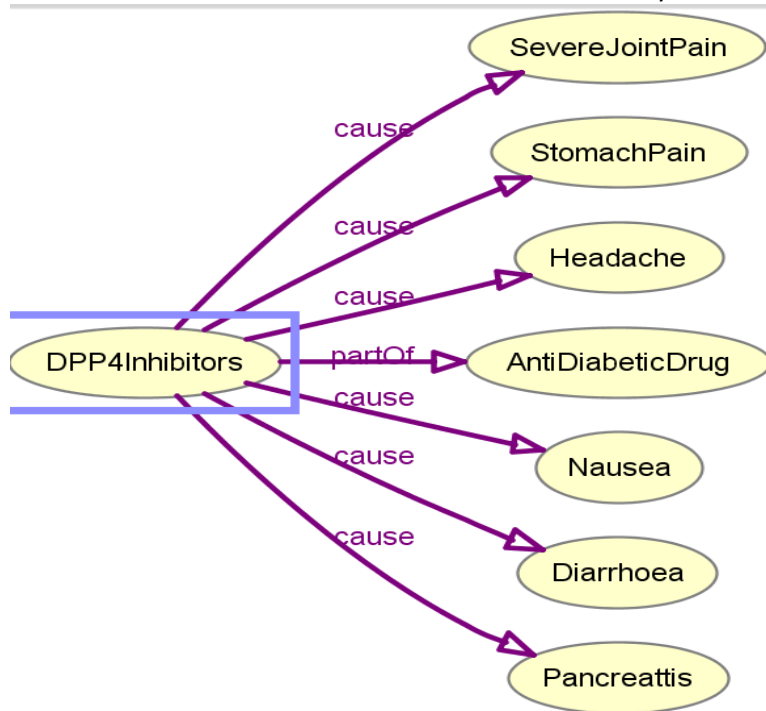 SevereJointPain
cause
StomachPain
cause
Headache
cause
DPP4Inhibitors
partOf
AntiDiabeticDrug
cause
Nausea
cause
Diarrhoea
cause
Pancreattis